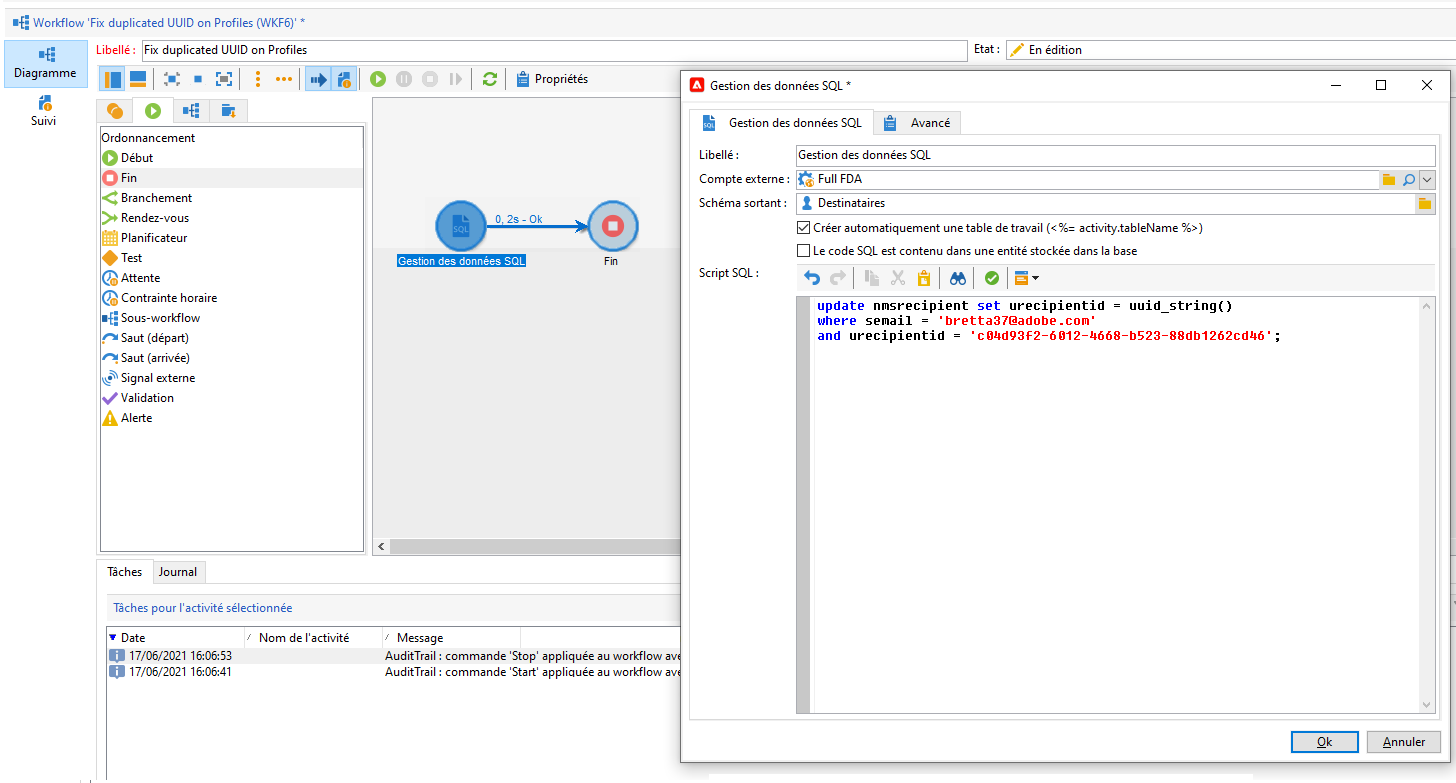 Workflow 'Fix duplicated UUID on Profiles (WKF6)' *
Diagramme
Suivi
Libellé :
Fix duplicated UUID on Profiles
Etat :
En édition
Propriétés
Ordonnancement
Début
Fin
Branchement
Rendez-vous
Planificateur
Test
Attente
Contrainte horaire
Sous-workflow
Saut (départ)
Saut (arrivée)
Signal externe
Validation
Alerte
SQL
0, 2s - Ok
Gestion des données SQL
Fin
Tâches
Journal
Tâches pour l'activité sélectionnée
Date
Nom de l'activité
Message
17/06/2021 16:06:53
AuditTrail : commande 'Stop' appliquée au workflow ave
17/06/2021 16:06:41
AuditTrail : commande 'Start' appliquée au workflow ave
Gestion des données SQL *
Gestion des données SQL
Avancé
Libellé :
Gestion des données SQL
Compte externe :
Full FDA
Schéma sortant :
Destinataires
Créer automatiquement une table de travail (<%= activity.tableName %>)
Le code SQL est contenu dans une entité stockée dans la base
Script SQL :
update nmsrecipient set urecipientid = uuid_string()
where semail = 'bretta37@adobe.com'
and urecipientid = 'c04d93f2-6012-4668-b523-88db1262cd46';
Ok
Annuler